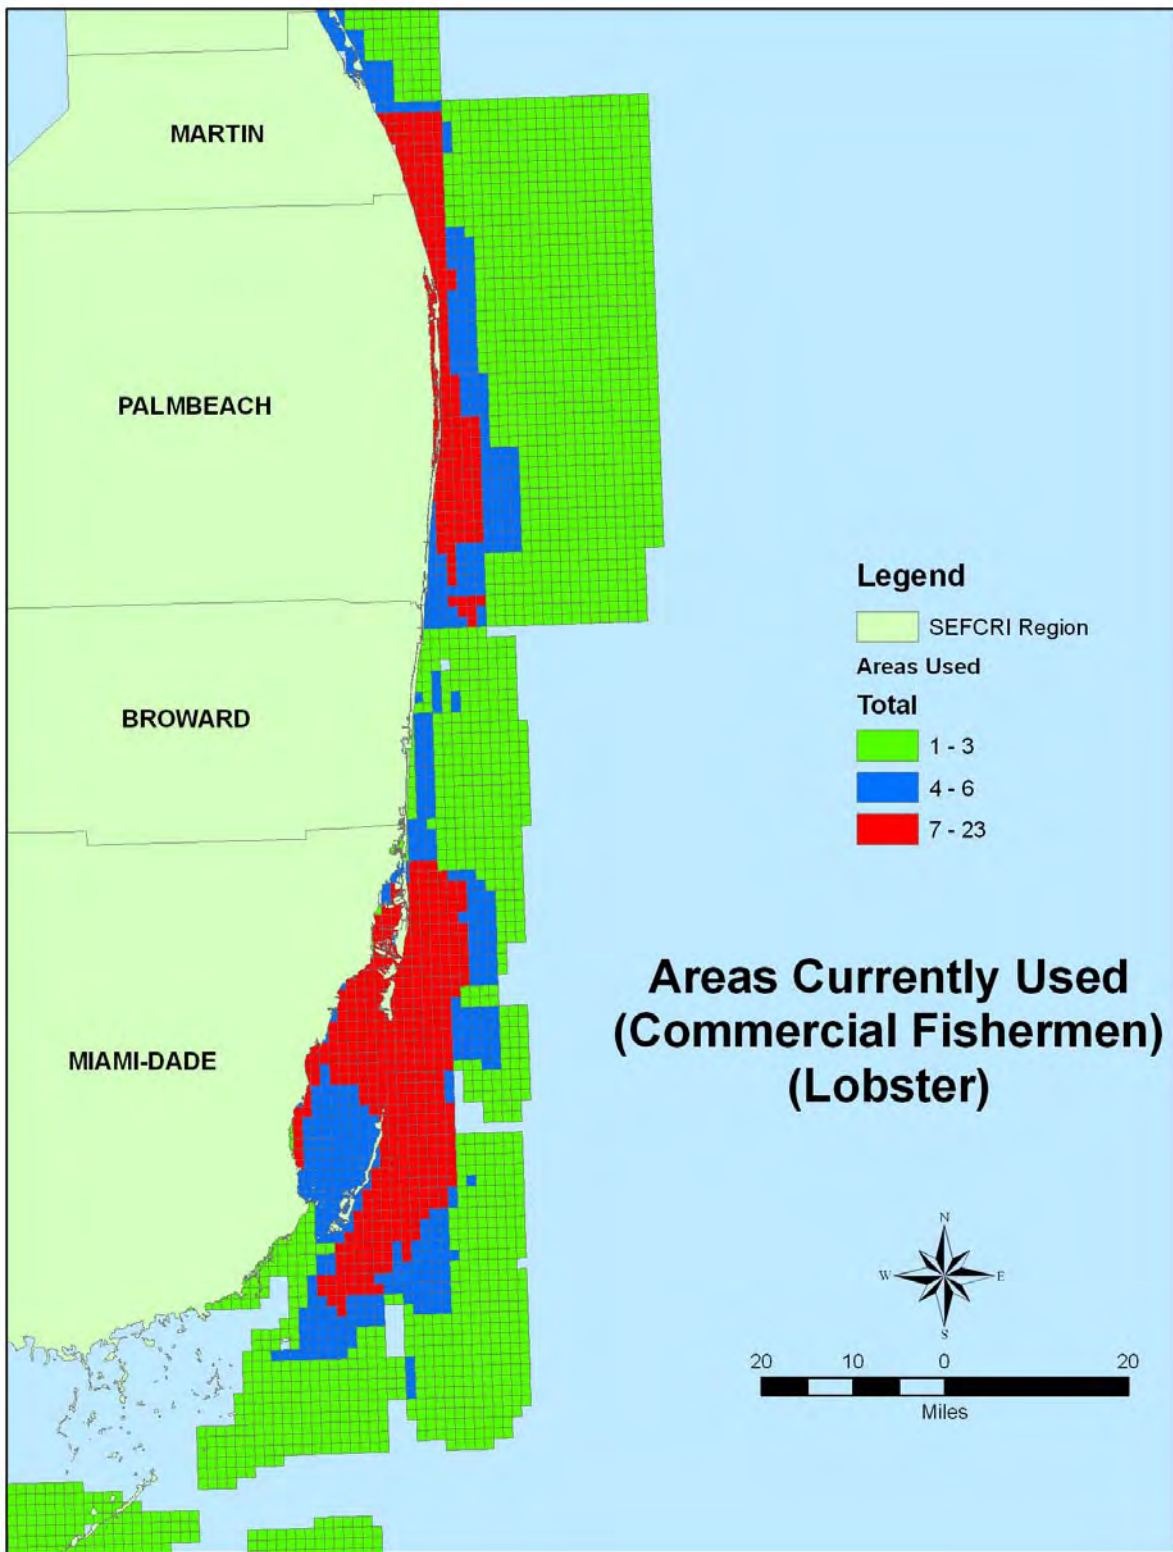 MARTIN
PALMBEACH
BROWARD
MIAMI-DADE
Legend
SEFCRI Region
Areas Used
Total
1 - 3
4 - 6
7 - 23
Areas Currently Used
(Commercial Fishermen)
(Lobster)
N
W
E
S
20 10 0 20
Miles